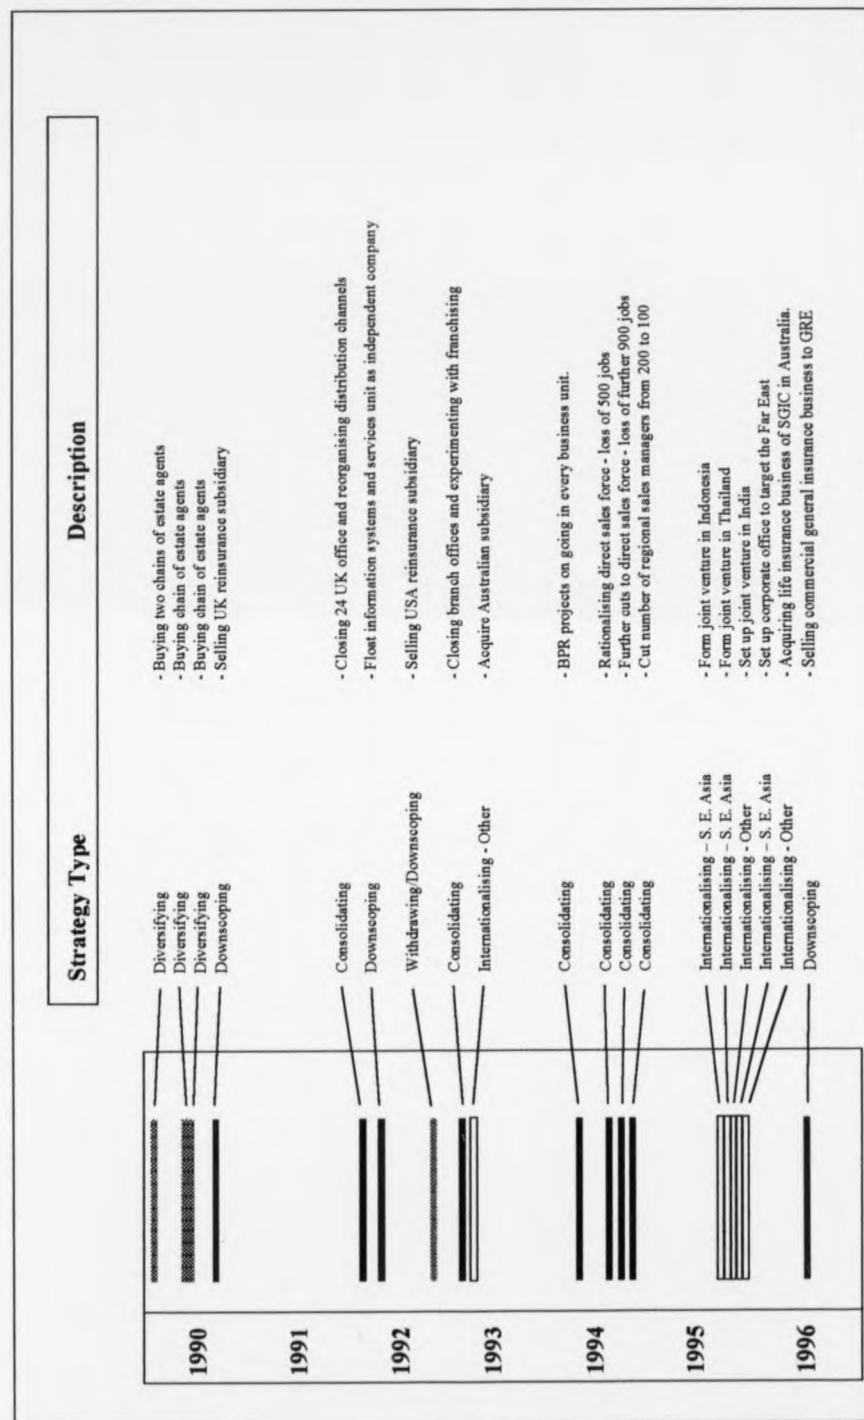 Strategy Type Description
Diversifying - Buying two chains of estate agents
Diversifying - Buying chain of estate agents
Diversifying - Buying chain of estate agents
Downscoping - Selling UK reinsurance subsidiary
Consolidating - Closing 24 UK office and reorganising distribution channels
Downscoping - Float information systems and services unit as independent company
Withdrawing/Downscoping - Selling USA reinsurance subsidiary
Consolidating - Closing branch offices and experimenting with franchising
Internationalising - Other - Acquire Australian subsidiary
Consolidating - BPR projects on going in every business unit.
Consolidating - Rationalising direct sales force - loss of 500 jobs
Consolidating - Further cuts to direct sales force - loss of further 900 jobs
Consolidating - Cut number of regional sales managers from 200 to 100
Internationalising – S. E. Asia - Form joint venture in Indonesia
Internationalising – S. E. Asia - Form joint venture in Thailand
Internationalising - Other - Set up joint venture in India
Internationalising – S. E. Asia - Set up corporate office to target the Far East
Internationalising - Other - Acquiring life insurance business of SGIC in Australia.
Downscoping - Selling commercial general insurance business to GRE
1990
1991
1992
1993
1994
1995
1996